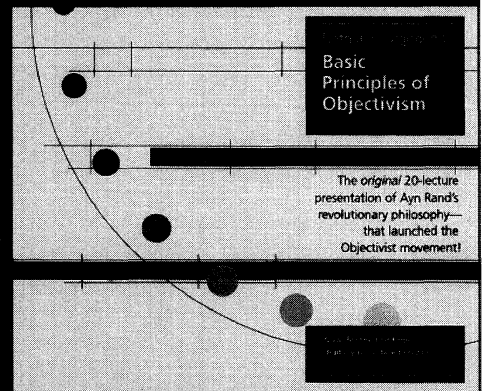 Basic
Principles of
Objectivism
The original 20-lecture
presentation of Ayn Rand's
revolutionary philosophy—
that launched the
Objectivist movement!